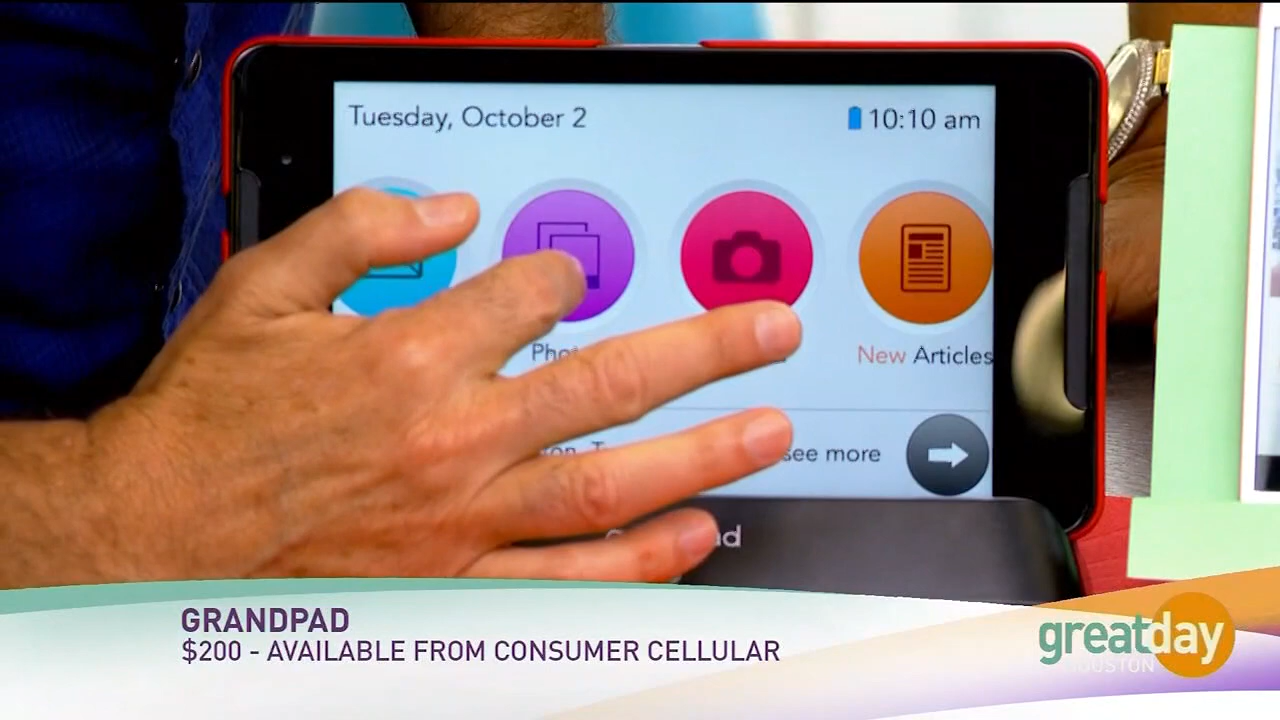 Tuesday, October 2
10:10 am
New Articles
see more
GRANDPAD
$200 - AVAILABLE FROM CONSUMER CELLULAR
greatday
HOUSTON